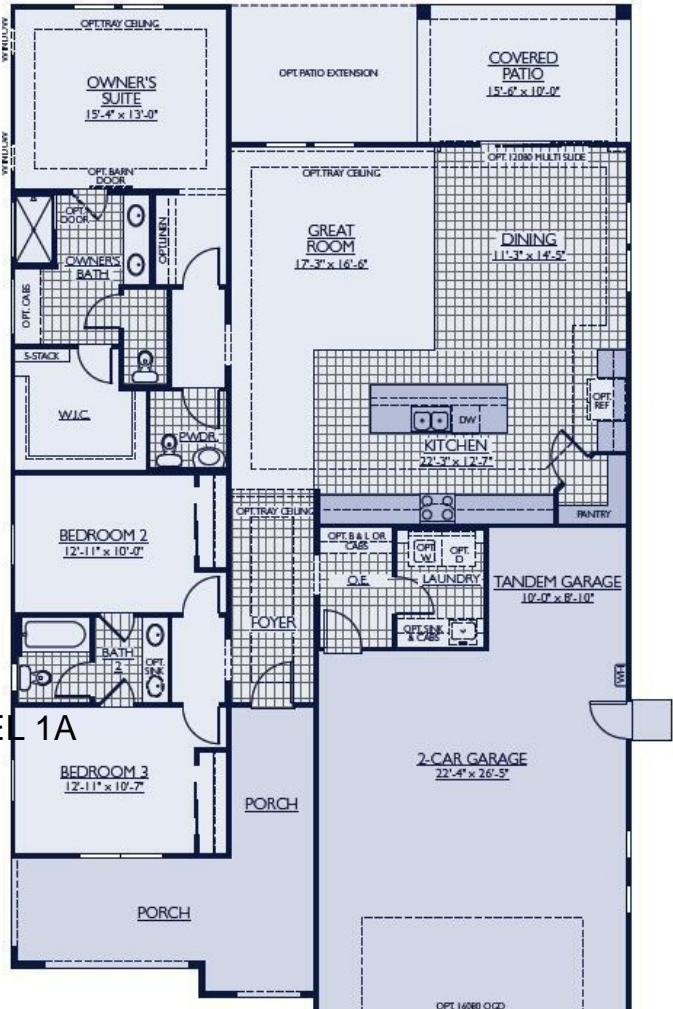 OPT. TRAY CEILING
WINDOW
OWNER'S
SUITE
15'-4" x 13'-0"
WINDOW
OPT. BARN
DOOR
OPT. PATIO EXTENSION
COVERED
PATIO
15'-6" x 10'-0"
OPT. 12080 MULTI SLIDE
OPT. TRAY CEILING
GREAT
ROOM
17'-3" x 16'-6"
DINING
11'-3" x 14'-5"
OPT.
DOOR
OWNER'S
BATH
OPT. LINEN
OPT. CABS
5-STACK
W.I.C.
PWDR.
OPT.
REF
DW
KITCHEN
22'-3" x 12'-7"
PANTRY
BEDROOM 2
12'-11" x 10'-0"
OPT. TRAY CEILING
FOYER
OPT. B & L OR
CABS
O.E.
OPT.
W
OPT.
D
LAUNDRY
OPT. SINK
& CABS
TANDEM GARAGE
10'-0" x 8'-10"
BATH
2
OPT.
SINK
WH
EL 1A
BEDROOM 3
12'-11" x 10'-7"
2-CAR GARAGE
22'-4" x 26'-5"
PORCH
PORCH
OPT. 16080 OGD